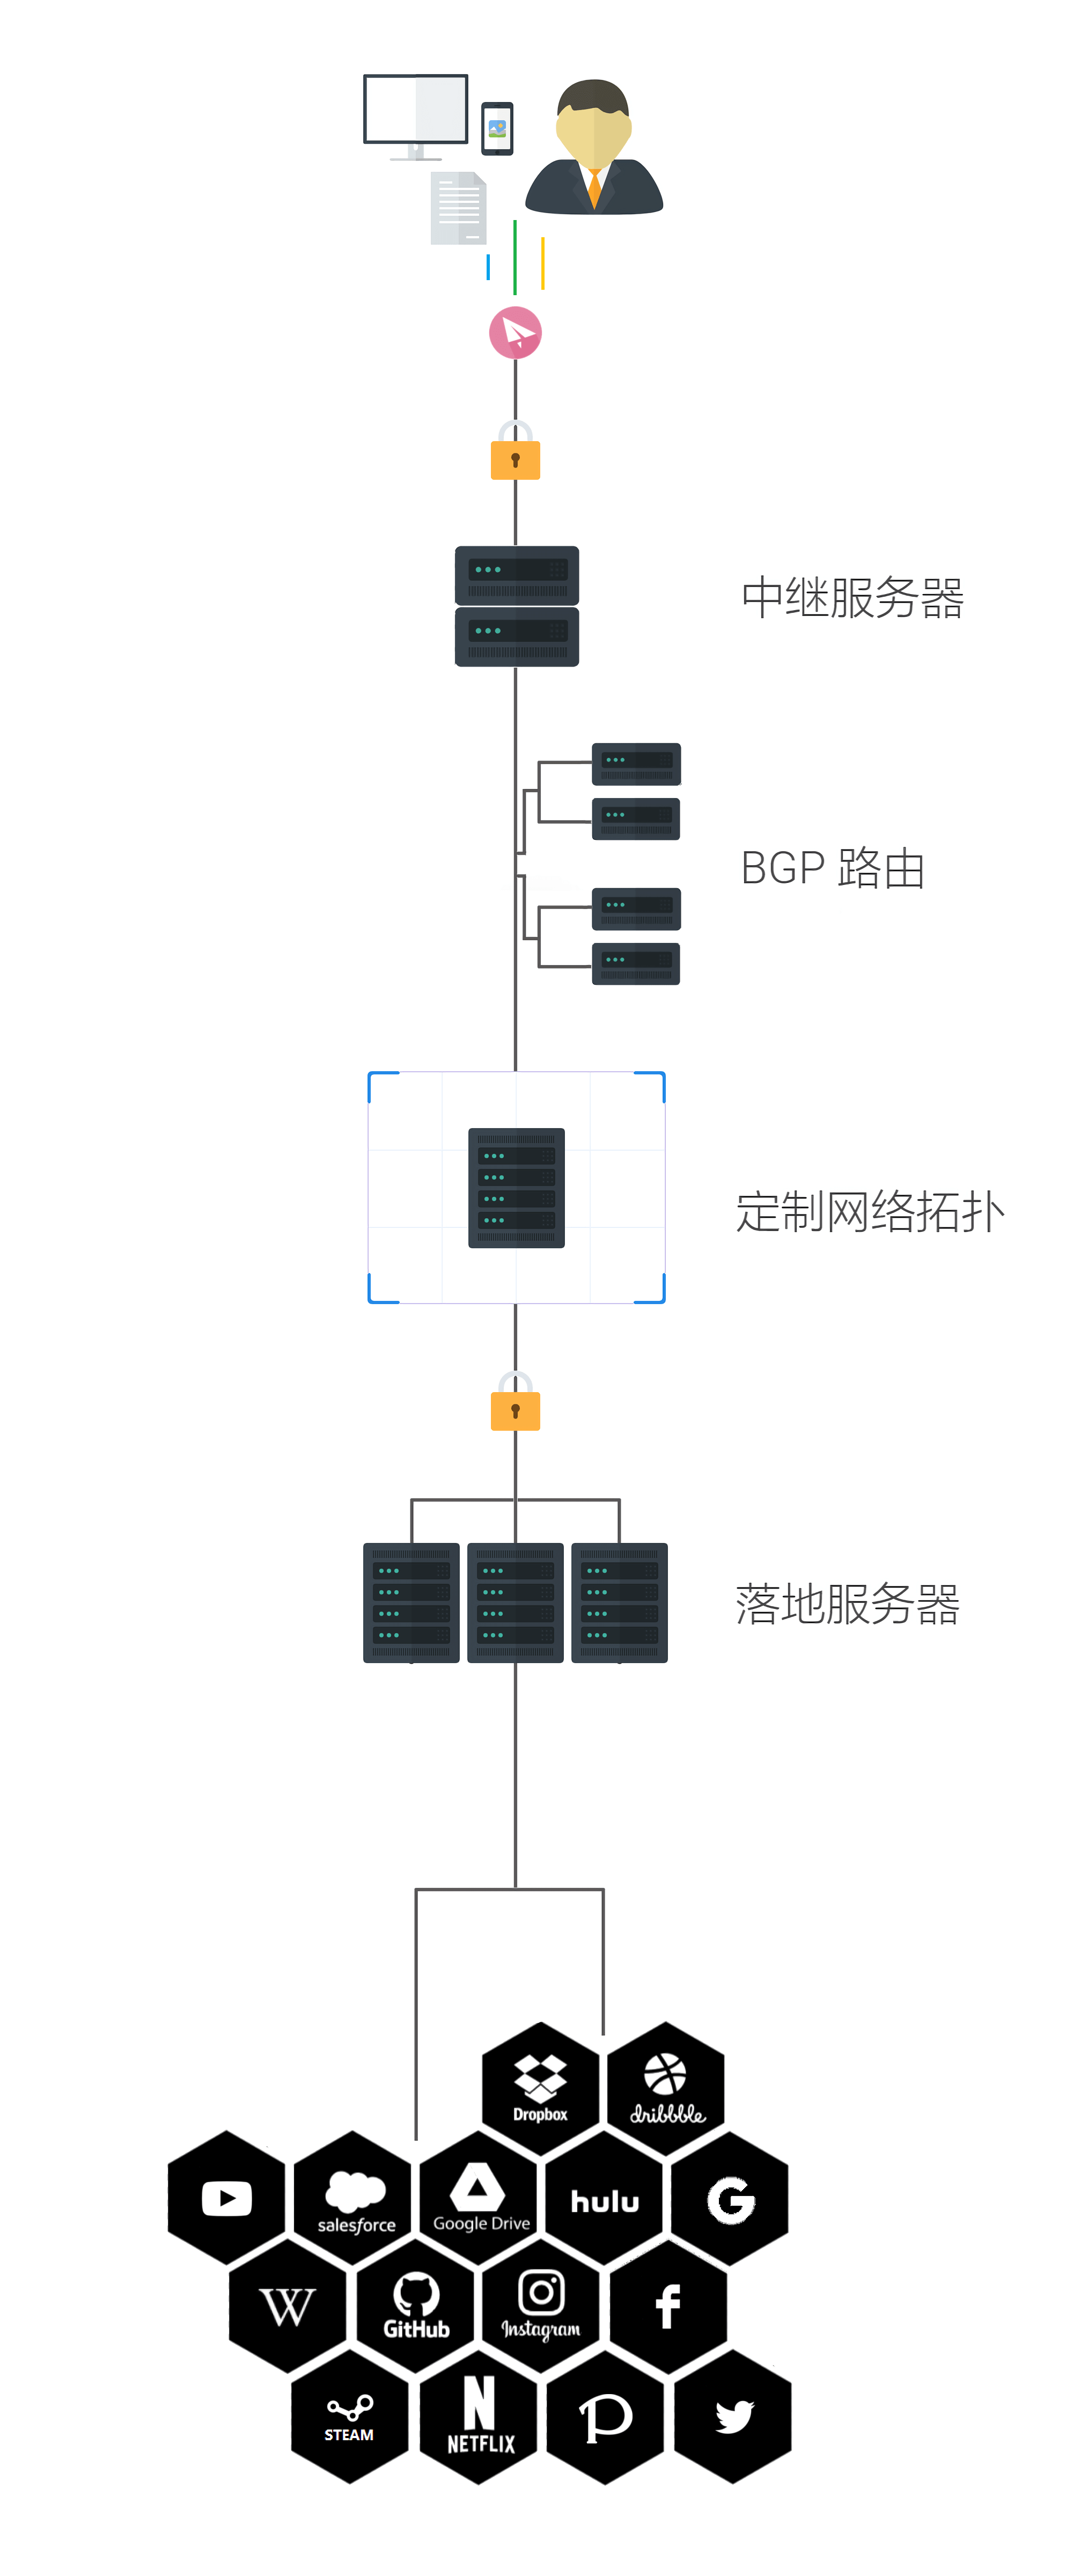 中继服务器
BGP 路由
定制网络拓扑
落地服务器
Dropbox
dribbble
salesforce
Google Drive
hulu
G
W
GitHub
Instagram
f
STEAM
N
NETFLIX
P